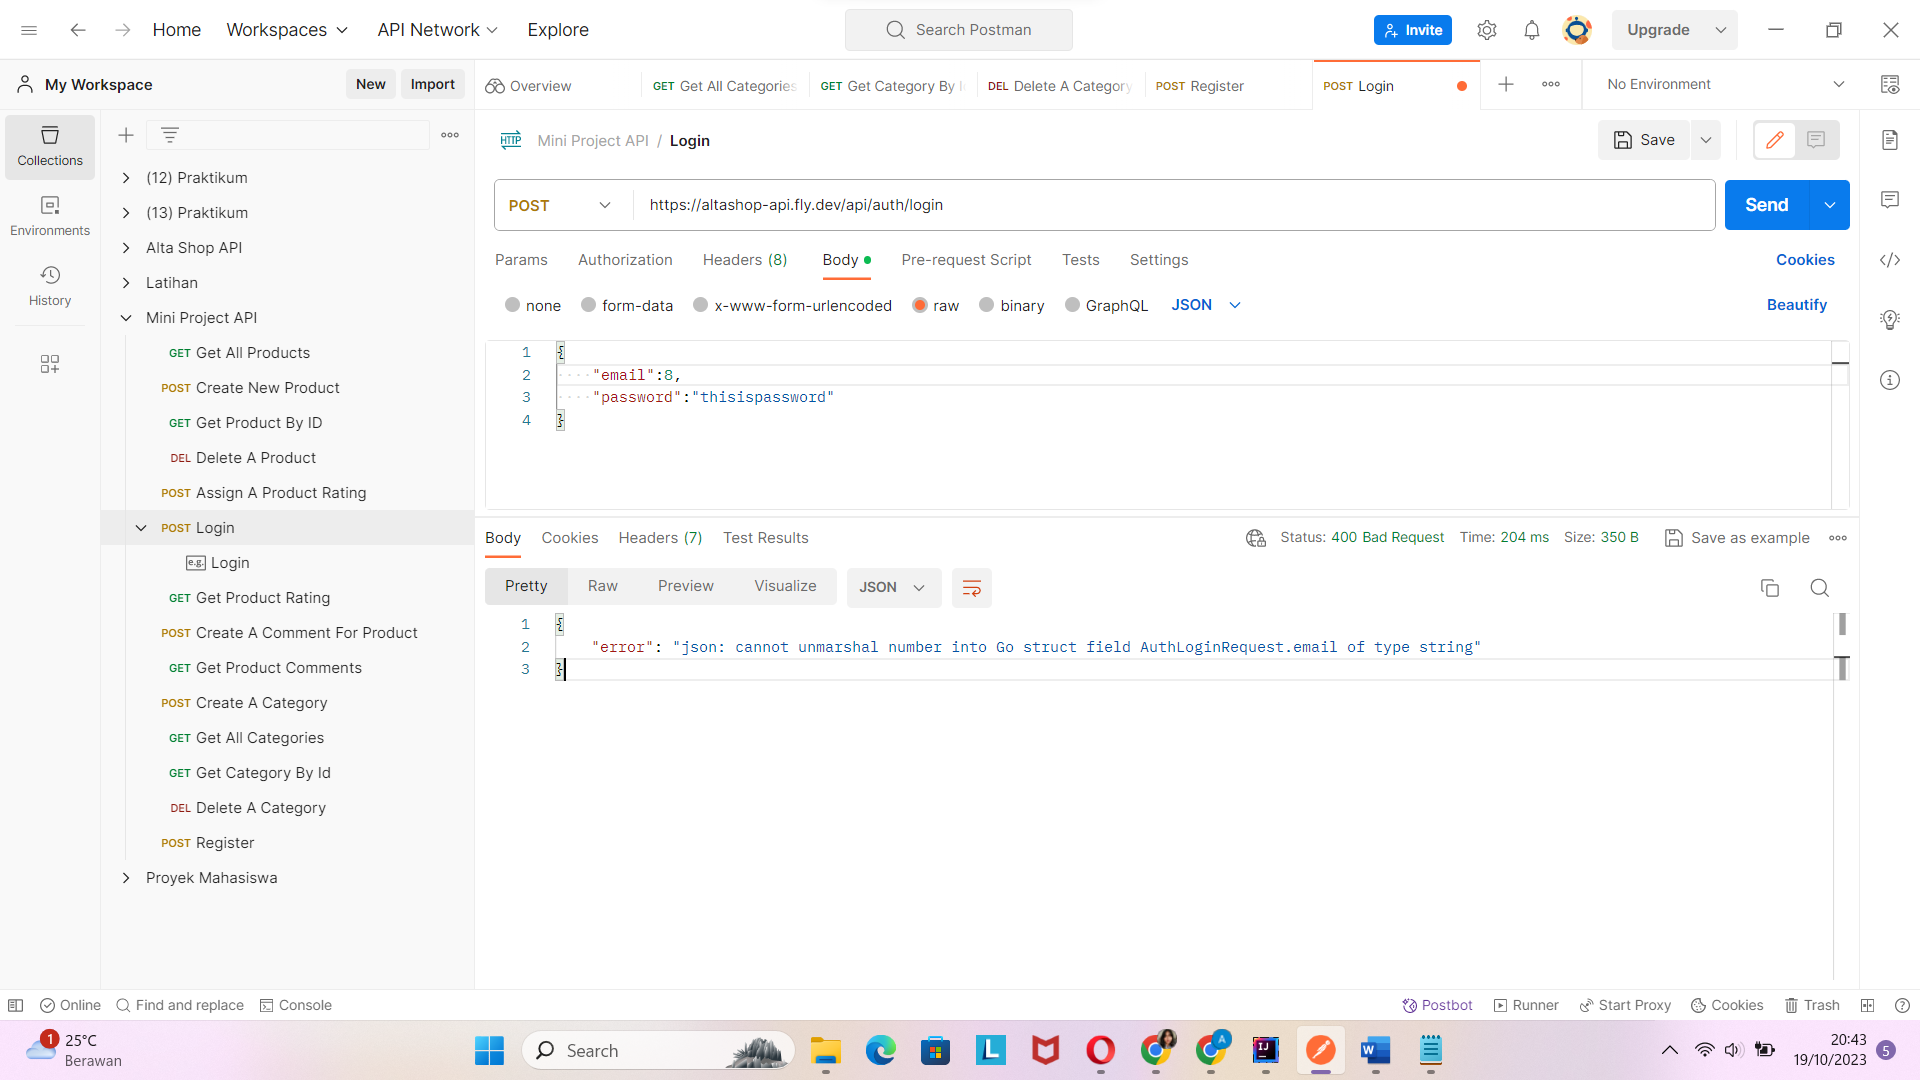 Home
Workspaces
API Network
Explore
Search Postman
Invite
Upgrade
My Workspace
New
Import
Overview
GET Get All Categories
GET Get Category By I
DEL Delete A Category
POST Register
POST Login
No Environment
Collections
Environments
History
(12) Praktikum
(13) Praktikum
Alta Shop API
Latihan
Mini Project API
GET Get All Products
POST Create New Product
GET Get Product By ID
DEL Delete A Product
POST Assign A Product Rating
POST Login
e.g. Login
GET Get Product Rating
POST Create A Comment For Product
GET Get Product Comments
POST Create A Category
GET Get All Categories
GET Get Category By Id
DEL Delete A Category
POST Register
Proyek Mahasiswa
HTTP Mini Project API / Login
Save
POST
https://altashop-api.fly.dev/api/auth/login
Send
Params
Authorization
Headers (8)
Body
Pre-request Script
Tests
Settings
Cookies
none
form-data
x-www-form-urlencoded
raw
binary
GraphQL
JSON
Beautify
1 {
2 "email":8,
3 "password":"thisispassword"
4 }
Body
Cookies
Headers (7)
Test Results
Status: 400 Bad Request
Time: 204 ms
Size: 350 B
Save as example
Pretty
Raw
Preview
Visualize
JSON
1 {
2 "error": "json: cannot unmarshal number into Go struct field AuthLoginRequest.email of type string"
3 }
Online
Find and replace
Console
Postbot
Runner
Start Proxy
Cookies
Trash
1
25°C
Berawan
Search
L
A
IJ
W
20:43
19/10/2023
5